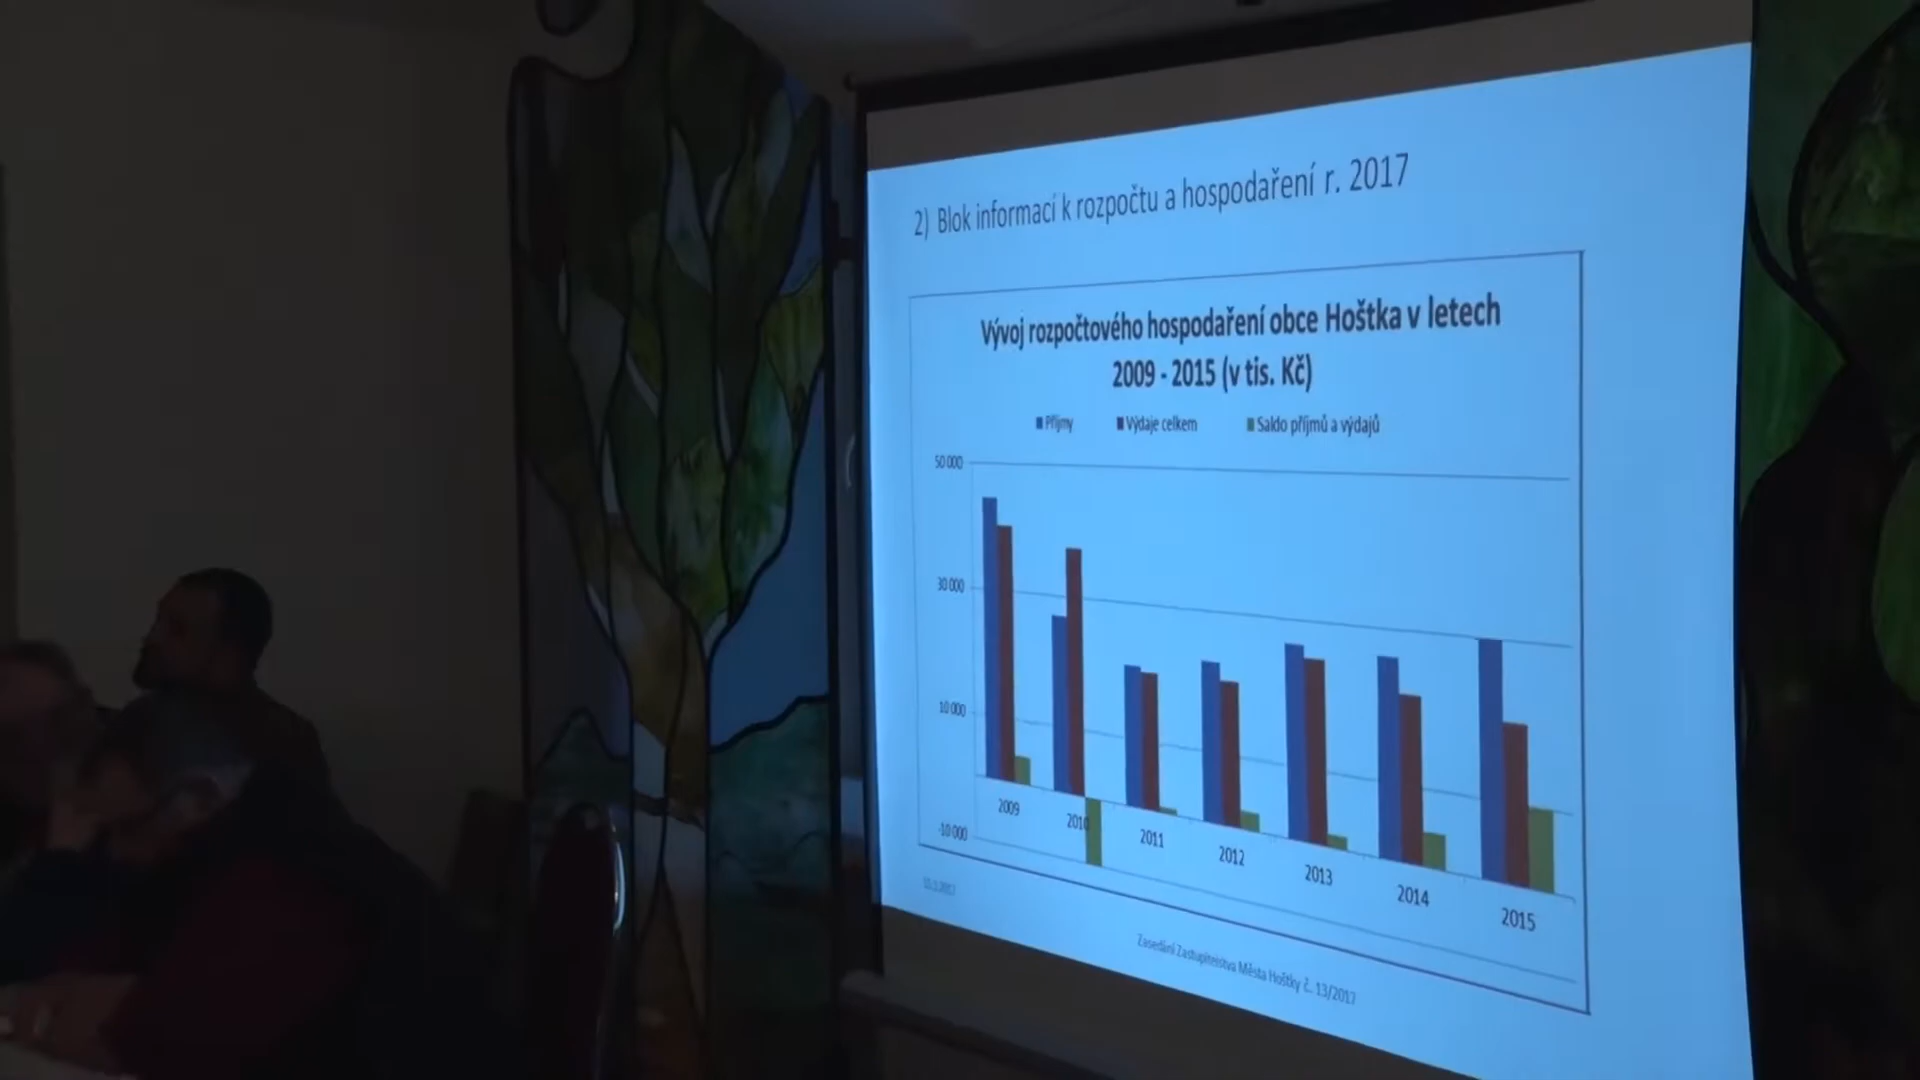 2) Blok informací k rozpočtu a hospodaření r. 2017
Vývoj rozpočtového hospodaření obce Hoštka v letech
2009 - 2015 (v tis. Kč)
Příjmy Výdaje celkem Saldo příjmů a výdajů
50 000
30 000
10 000
-10 000
2009 2010 2011 2012 2013 2014 2015
Zasedání Zastupitelstva Města Hoštky č. 13/2017